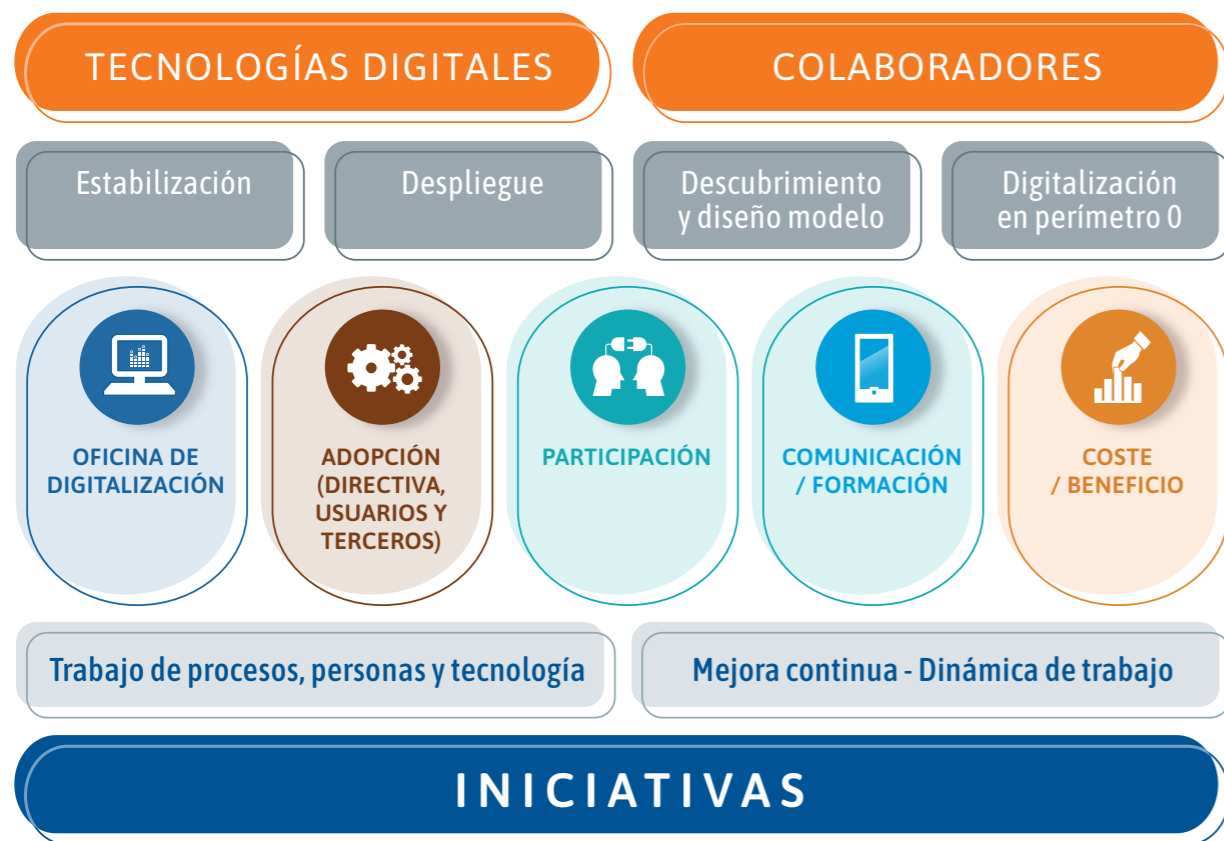 TECNOLOGÍAS DIGITALES
COLABORADORES
Estabilización
Despliegue
Descubrimiento
y diseño modelo
Digitalización
en perímetro 0
OFICINA DE
DIGITALIZACIÓN
ADOPCIÓN
(DIRECTIVA,
USUARIOS Y
TERCEROS)
PARTICIPACIÓN
COMUNICACIÓN
/ FORMACIÓN
COSTE
/ BENEFICIO
Trabajo de procesos, personas y tecnología
Mejora continua - Dinámica de trabajo
INICIATIVAS